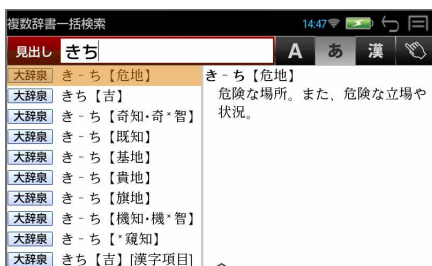 複数辞書一括検索 14:47
見出し きち A あ 漢
大辞泉 き‐ち【危地】
大辞泉 きち【吉】
大辞泉 き‐ち【奇知・奇×智】
大辞泉 き‐ち【既知】
大辞泉 き‐ち【基地】
大辞泉 き‐ち【貴地】
大辞泉 き‐ち【旗地】
大辞泉 き‐ち【機知・機×智】
大辞泉 き‐ち【×窺知】
大辞泉 きち【吉】[漢字項目]
き‐ち【危地】
危険な場所。また、危険な立場や
状況。